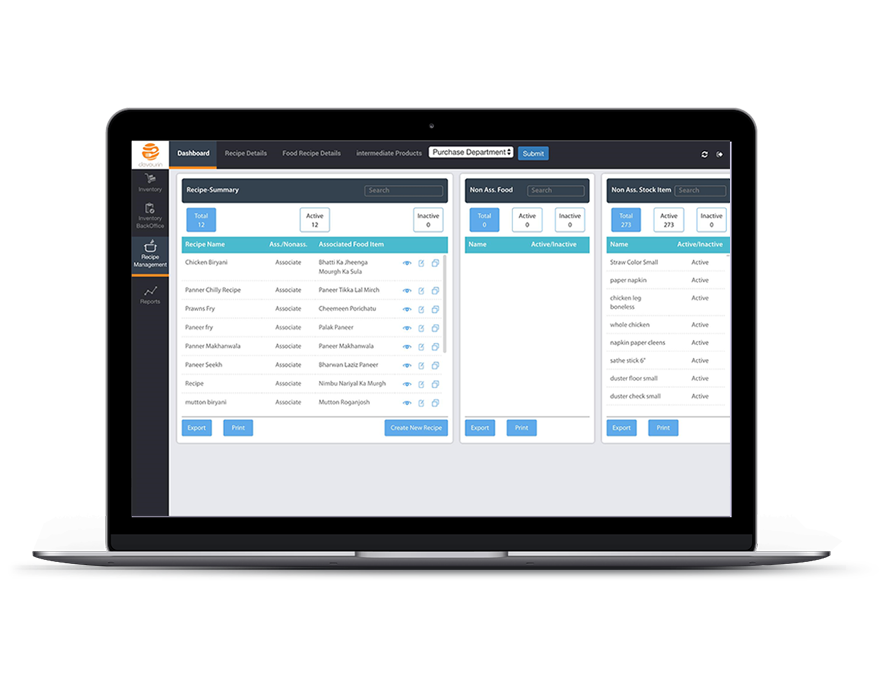 Dashboard
Recipe Details
Food Recipe Details
intermediate Products
Purchase Department
Submit
Inventory
Inventory
BackOffice
Recipe
Management
Reports
Recipe-Summary
Search
Total
12
Active
12
Inactive
0
Recipe Name Ass./Nonass. Associated Food Item
Chicken Biryani Associate Bhatti Ka Jheenga
Mourgh Ka Sula
Panner Chilly Recipe Associate Paneer Tikka Lal Mirch
Prawns Fry Associate Cheemeen Porichatu
Paneer fry Associate Palak Paneer
Panner Makhanwala Associate Paneer Makhanwala
Paneer Seekh Associate Bharwan Laziz Paneer
Recipe Associate Nimbu Nariyal Ka Murgh
mutton biryani Associate Mutton Roganjosh
Export
Print
Create New Recipe
Non Ass. Food
Search
Total
0
Active
0
Inactive
0
Name Active/Inactive
Export
Print
Non Ass. Stock Item
Search
Total
273
Active
273
Inactive
0
Name Active/Inactive
Straw Color Small Active
paper napkin Active
chicken leg Active
boneless
whole chicken Active
napkin paper cleens Active
sathe stick 6" Active
duster floor small Active
duster check small Active
Export
Print